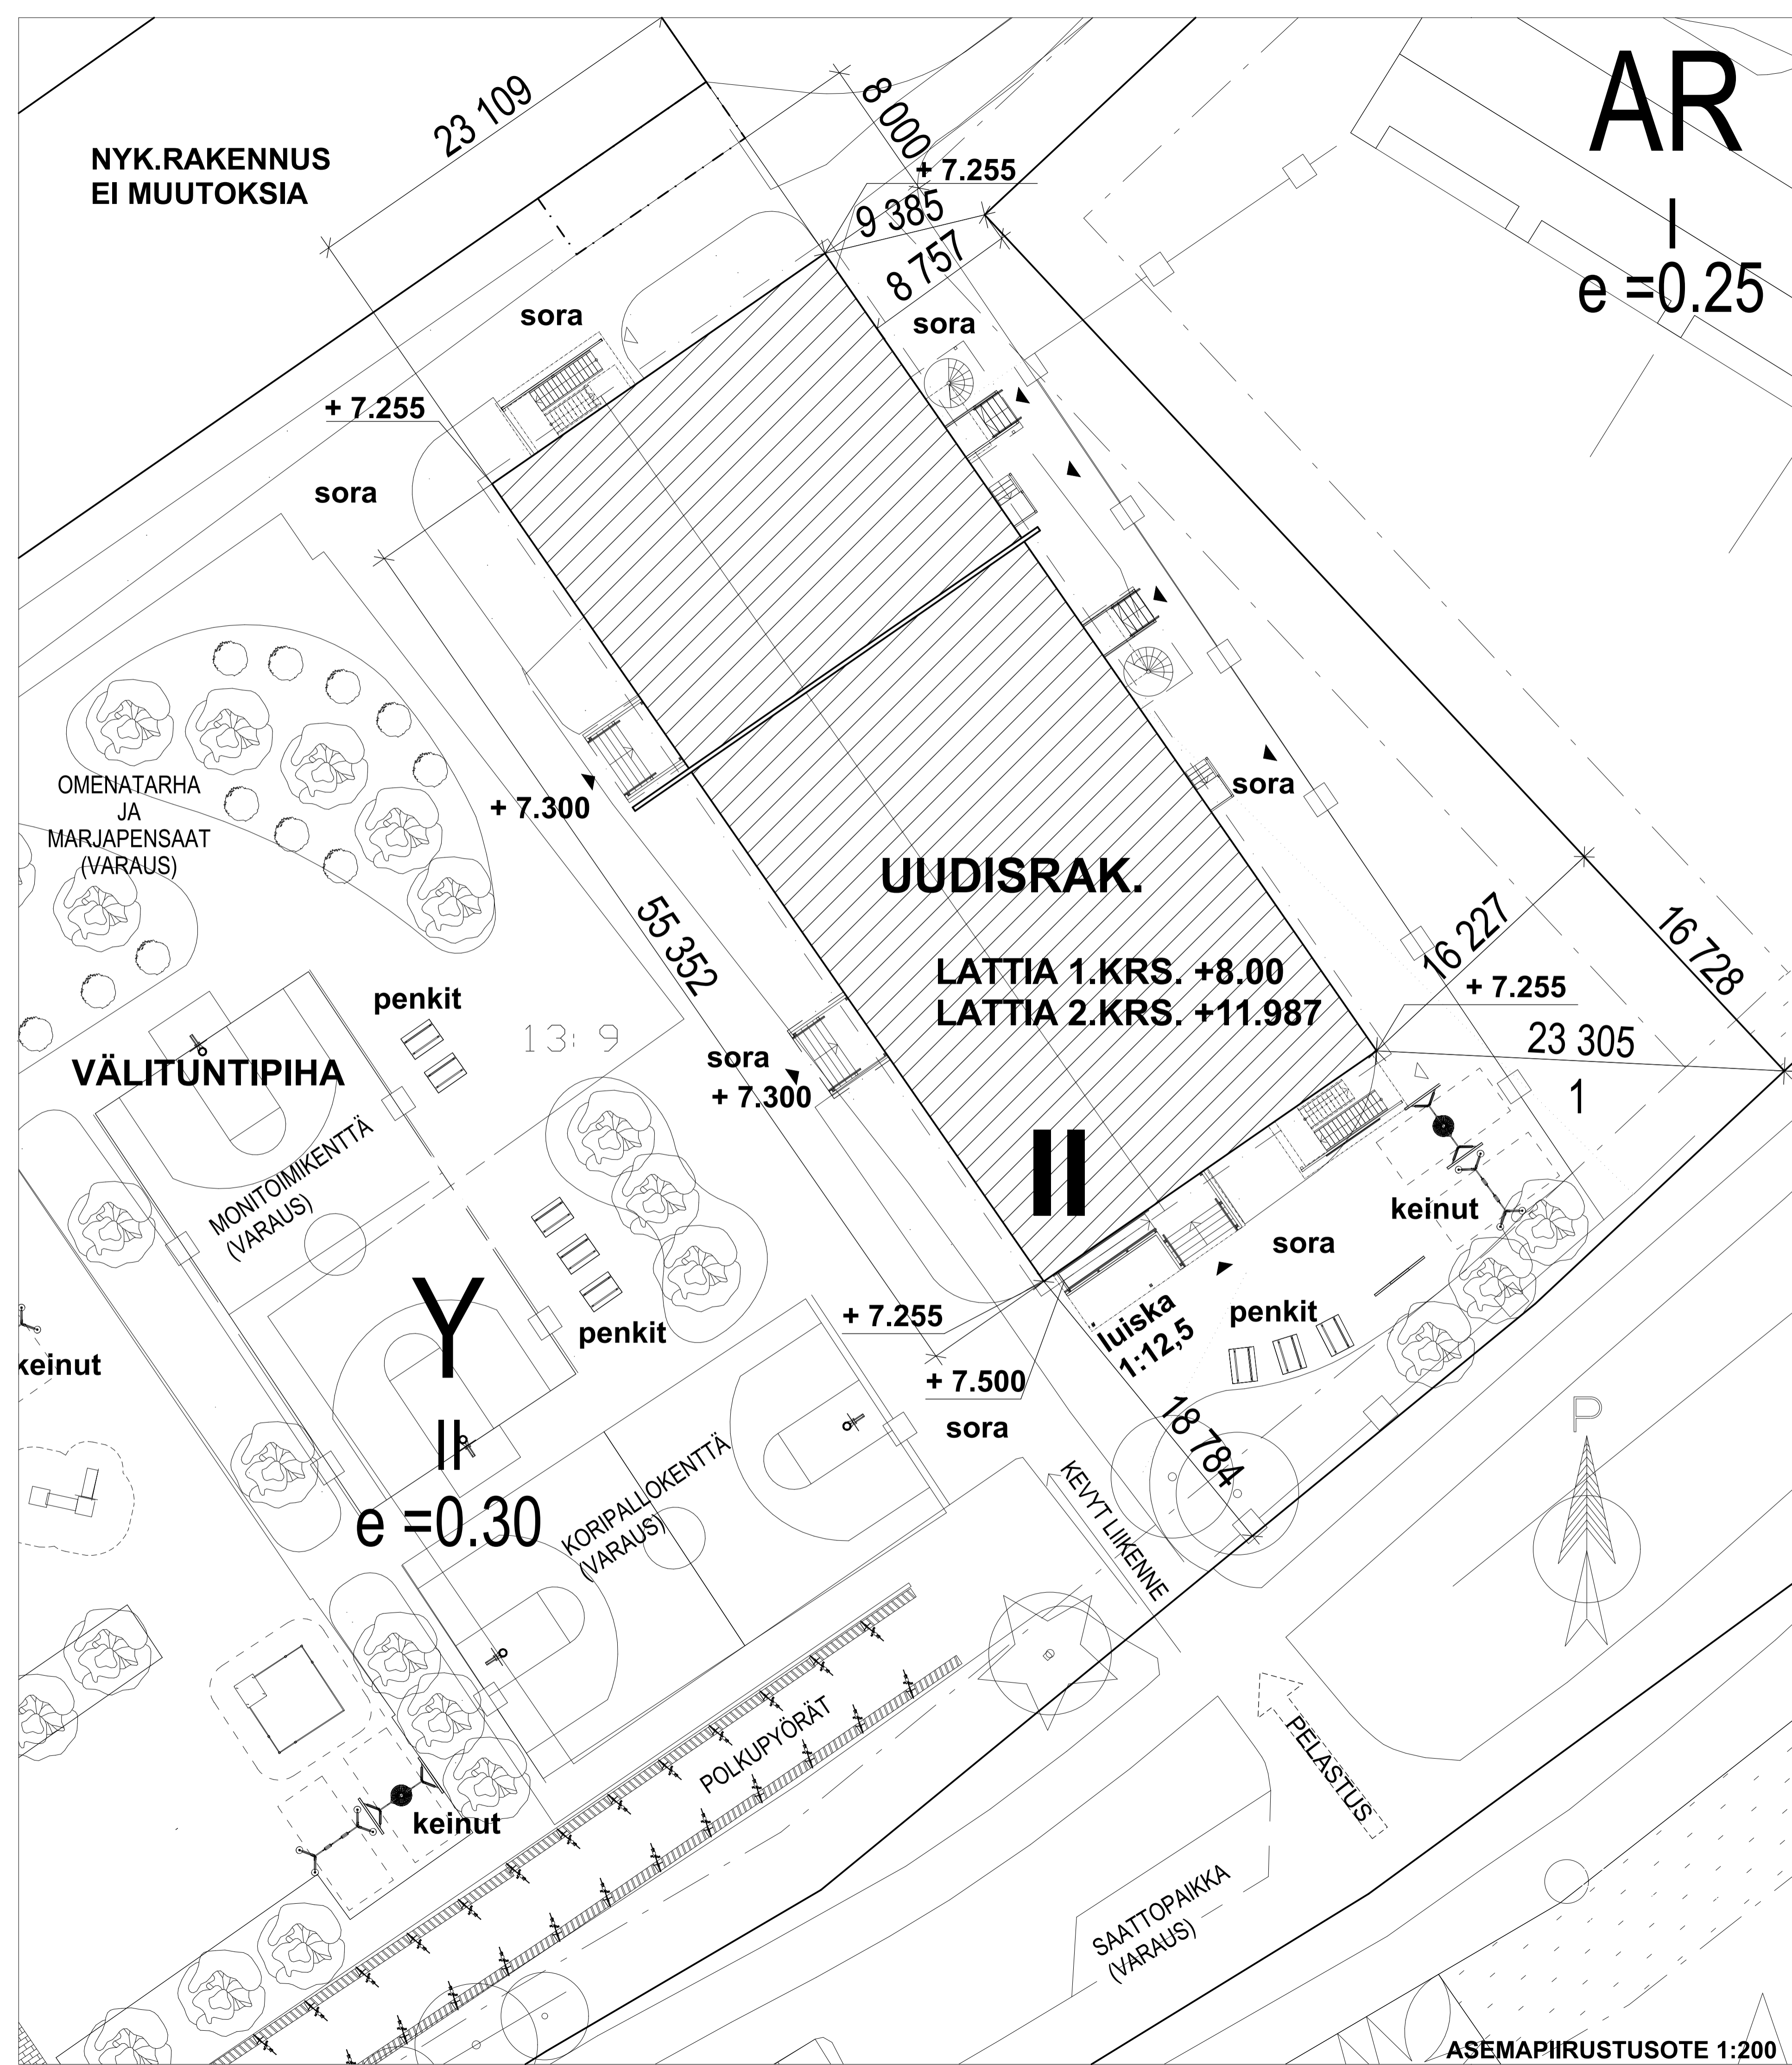 AR
I
e =0.25
23 109
8 000
NYK.RAKENNUS
EI MUUTOKSIA
+ 7.255
9 385
8 757
sora
sora
+ 7.255
sora
OMENATARHA
JA
MARJAPENSAAT
(VARAUS)
+ 7.300
sora
UUDISRAK.
55 352
16 227
16 728
LATTIA 1.KRS. +8.00
LATTIA 2.KRS. +11.987
+ 7.255
penkit
13: 9
23 305
VÄLITUNTIPIHA
sora
+ 7.300
1
MONITOIMIKENTTÄ
(VARAUS)
II
keinut
sora
Y
+ 7.255
luiska
1:12,5
penkit
penkit
keinut
+ 7.500
sora
18 784
P
II
e =0.30
KORIPALLOKENTTÄ
(VARAUS)
KEVYT LIIKENNE
POLKUPYÖRÄT
PELASTUS
keinut
SAATTOPAIKKA
(VARAUS)
ASEMAPIIRUSTUSOTE 1:200